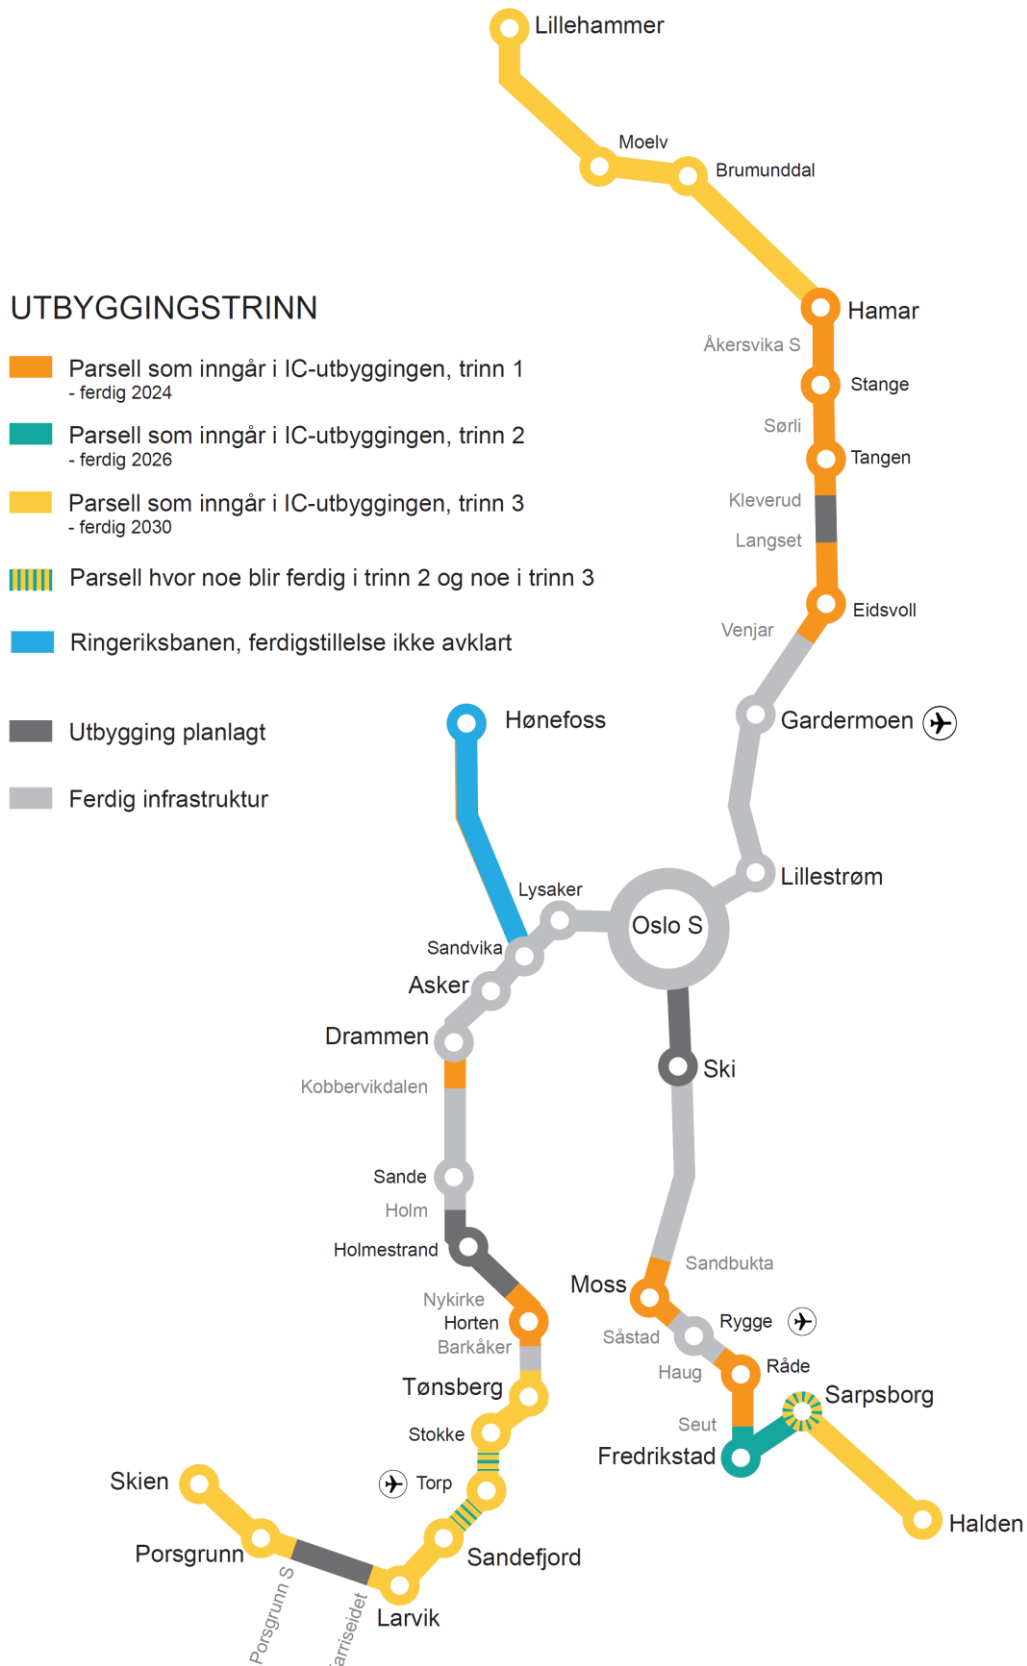 Lillehammer
Moelv
Brumunddal
UTBYGGINGSTRINN
Parsell som inngår i IC-utbyggingen, trinn 1
- ferdig 2024
Parsell som inngår i IC-utbyggingen, trinn 2
- ferdig 2026
Parsell som inngår i IC-utbyggingen, trinn 3
- ferdig 2030
Parsell hvor noe blir ferdig i trinn 2 og noe i trinn 3
Ringeriksbanen, ferdigstillelse ikke avklart
Utbygging planlagt
Ferdig infrastruktur
Hamar
Åkersvika S
Stange
Sørli
Tangen
Kleverud
Langset
Eidsvoll
Venjar
Hønefoss
Gardermoen
Lillestrøm
Lysaker
Oslo S
Sandvika
Asker
Drammen
Ski
Kobbervikdalen
Sande
Holm
Holmestrand
Sandbukta
Moss
Nykirke
Horten
Barkåker
Rygge
Såstad
Haug
Råde
Tønsberg
Sarpsborg
Stokke
Seut
Fredrikstad
Skien
Torp
Halden
Porsgrunn
Sandefjord
Porsgrunn S
Larvik